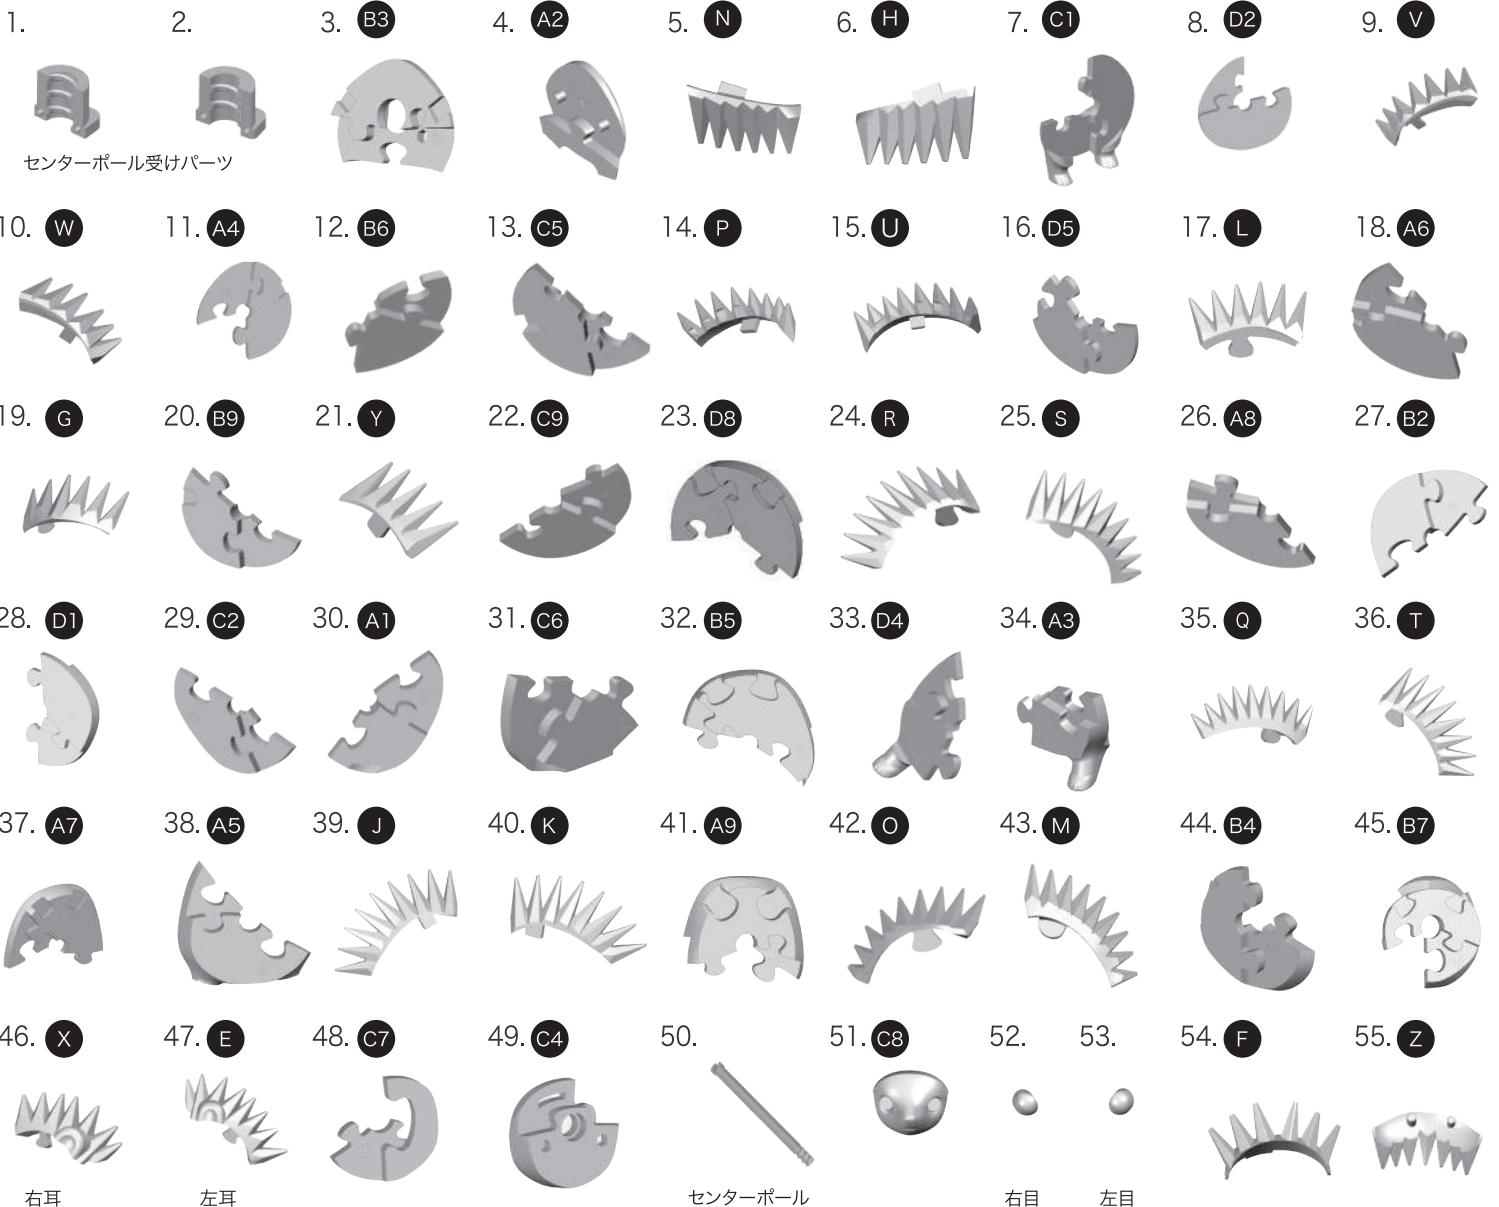 1. 2. 3. B3 4. A2 5. N 6. H 7. C1 8. D2 9. V
センターポール受けパーツ
10. W 11. A4 12. B6 13. C5 14. P 15. U 16. D5 17. L 18. A6
19. G 20. B9 21. Y 22. C9 23. D8 24. R 25. S 26. A8 27. B2
28. D1 29. C2 30. A1 31. C6 32. B5 33. D4 34. A3 35. Q 36. T
37. A7 38. A5 39. J 40. K 41. A9 42. O 43. M 44. B4 45. B7
46. X 47. E 48. C7 49. C4 50. 51. C8 52. 53. 54. F 55. Z
右耳 左耳 センターポール 右目 左目